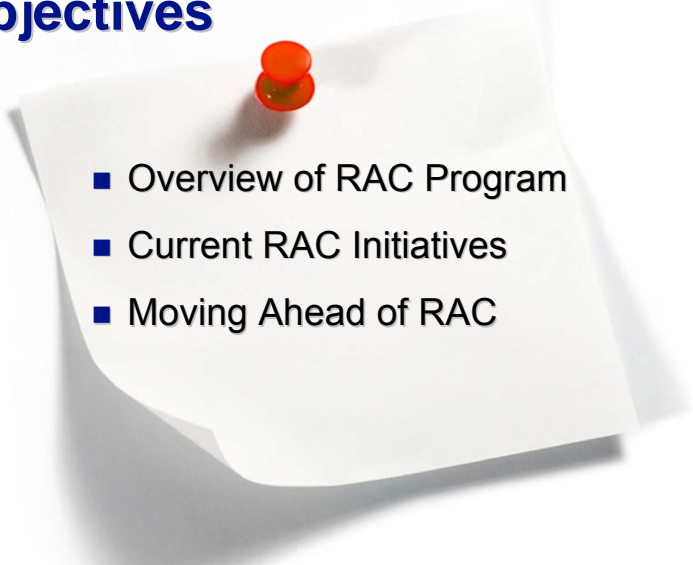 bjectives
■ Overview of RAC Program
■ Current RAC Initiatives
■ Moving Ahead of RAC